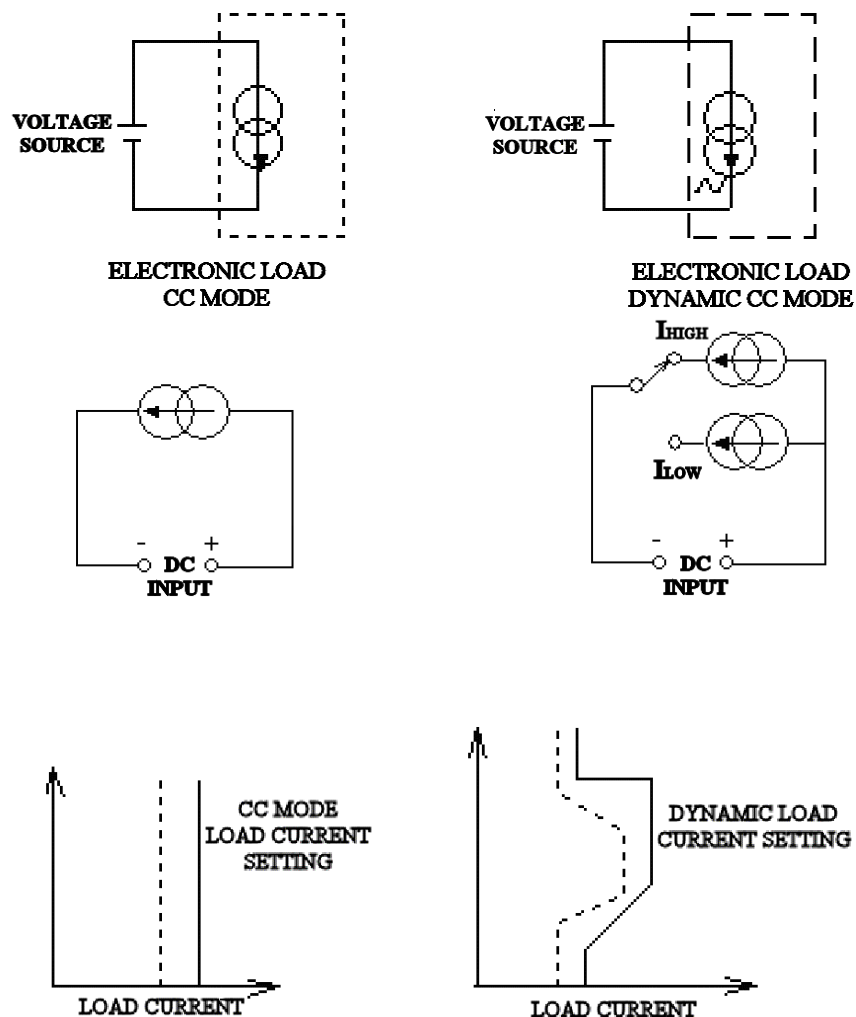 VOLTAGE
SOURCE
ELECTRONIC LOAD
CC MODE
VOLTAGE
SOURCE
ELECTRONIC LOAD
DYNAMIC CC MODE
- +
DC
INPUT
IHIGH
ILOW
- +
DC
INPUT
CC MODE
LOAD CURRENT
SETTING
LOAD CURRENT
DYNAMIC LOAD
CURRENT SETTING
LOAD CURRENT